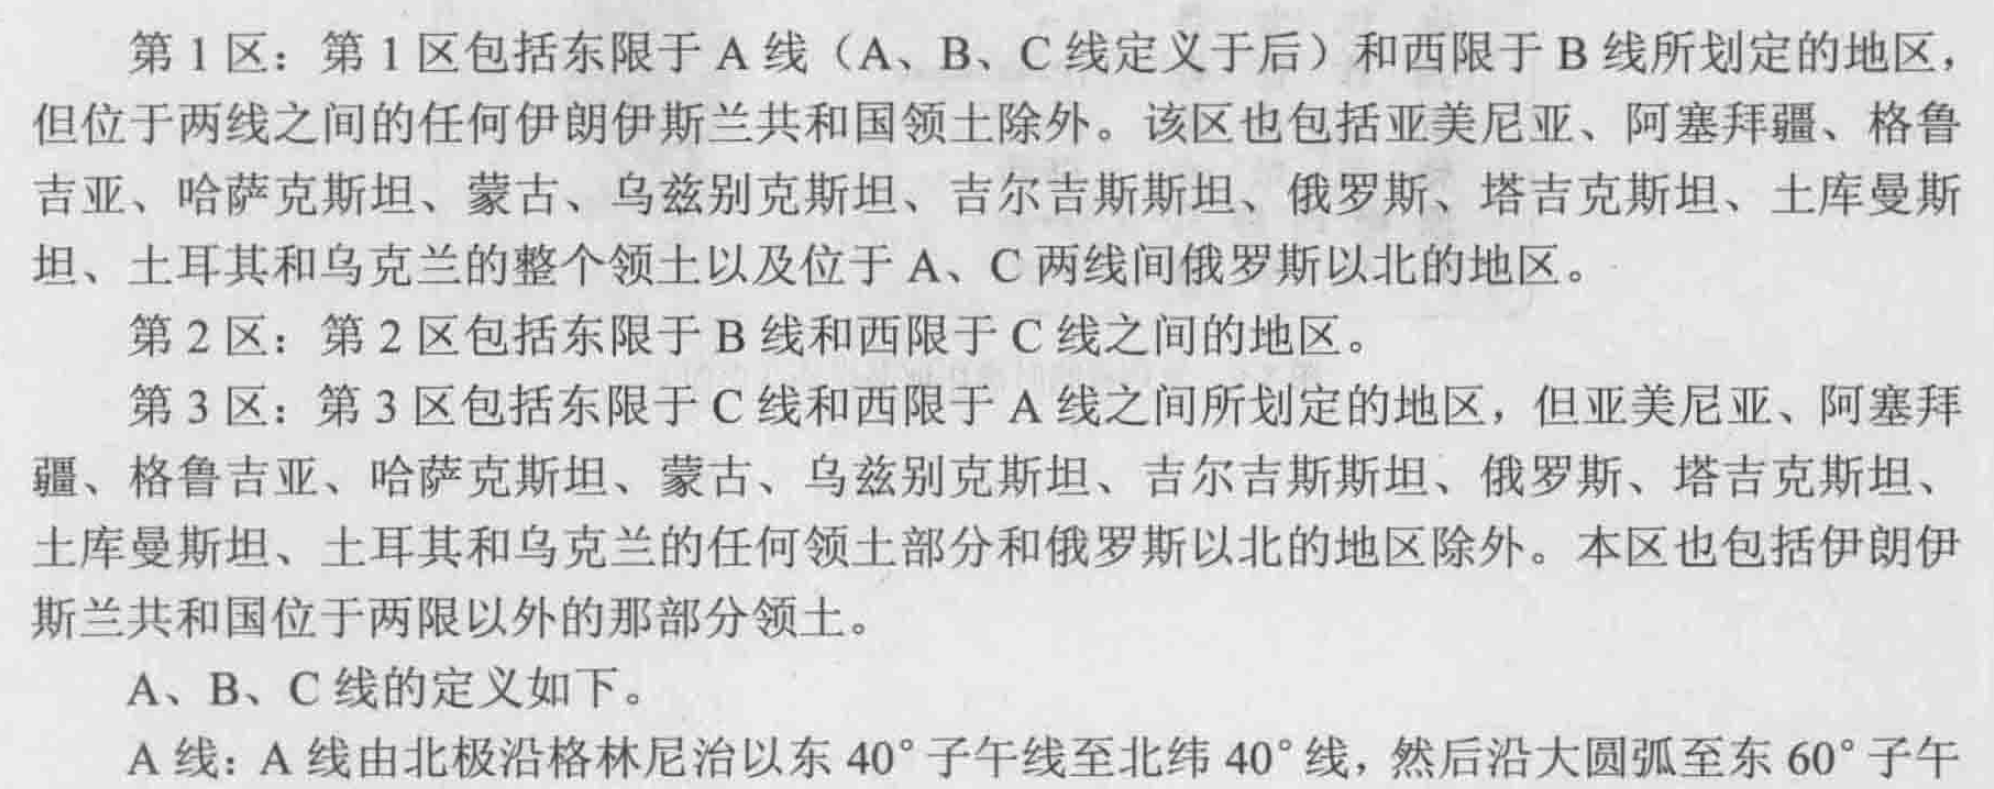 第 1 区：第 1 区包括东限于 A 线（A、B、C 线定义于后）和西限于 B 线所划定的地区，
但位于两线之间的任何伊朗伊斯兰共和国领土除外。该区也包括亚美尼亚、阿塞拜疆、格鲁
吉亚、哈萨克斯坦、蒙古、乌兹别克斯坦、吉尔吉斯斯坦、俄罗斯、塔吉克斯坦、土库曼斯
坦、土耳其和乌克兰的整个领土以及位于 A、C 两线间俄罗斯以北的地区。
第 2 区：第 2 区包括东限于 B 线和西限于 C 线之间的地区。
第 3 区：第 3 区包括东限于 C 线和西限于 A 线之间所划定的地区，但亚美尼亚、阿塞拜
疆、格鲁吉亚、哈萨克斯坦、蒙古、乌兹别克斯坦、吉尔吉斯斯坦、俄罗斯、塔吉克斯坦、
土库曼斯坦、土耳其和乌克兰的任何领土部分和俄罗斯以北的地区除外。本区也包括伊朗伊
斯兰共和国位于两限以外的那部分领土。
A、B、C 线的定义如下。
A 线：A 线由北极沿格林尼治以东 40°子午线至北纬 40°线，然后沿大圆弧至东 60°子午